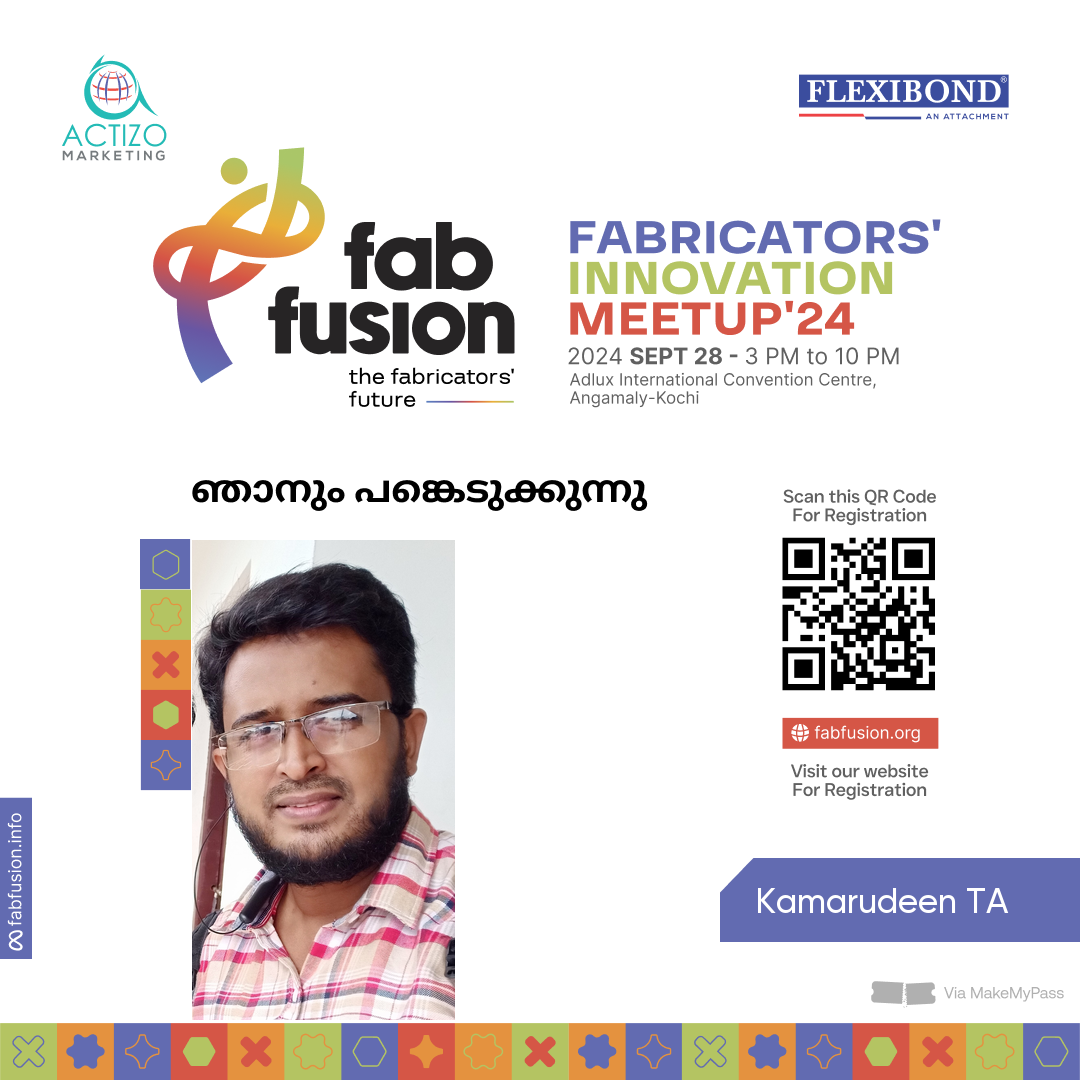 ACTIZO
MARKETING
FLEXIBOND®
AN ATTACHMENT
fab
fusion
the fabricators'
future
FABRICATORS'
INNOVATION
MEETUP'24
2024 SEPT 28 - 3 PM to 10 PM
Adlux International Convention Centre,
Angamaly-Kochi
ഞാനും പങ്കെടുക്കുന്നു
Scan this QR Code
For Registration
fabfusion.org
Visit our website
For Registration
fabfusion.info
Kamarudeen TA
Via MakeMyPass